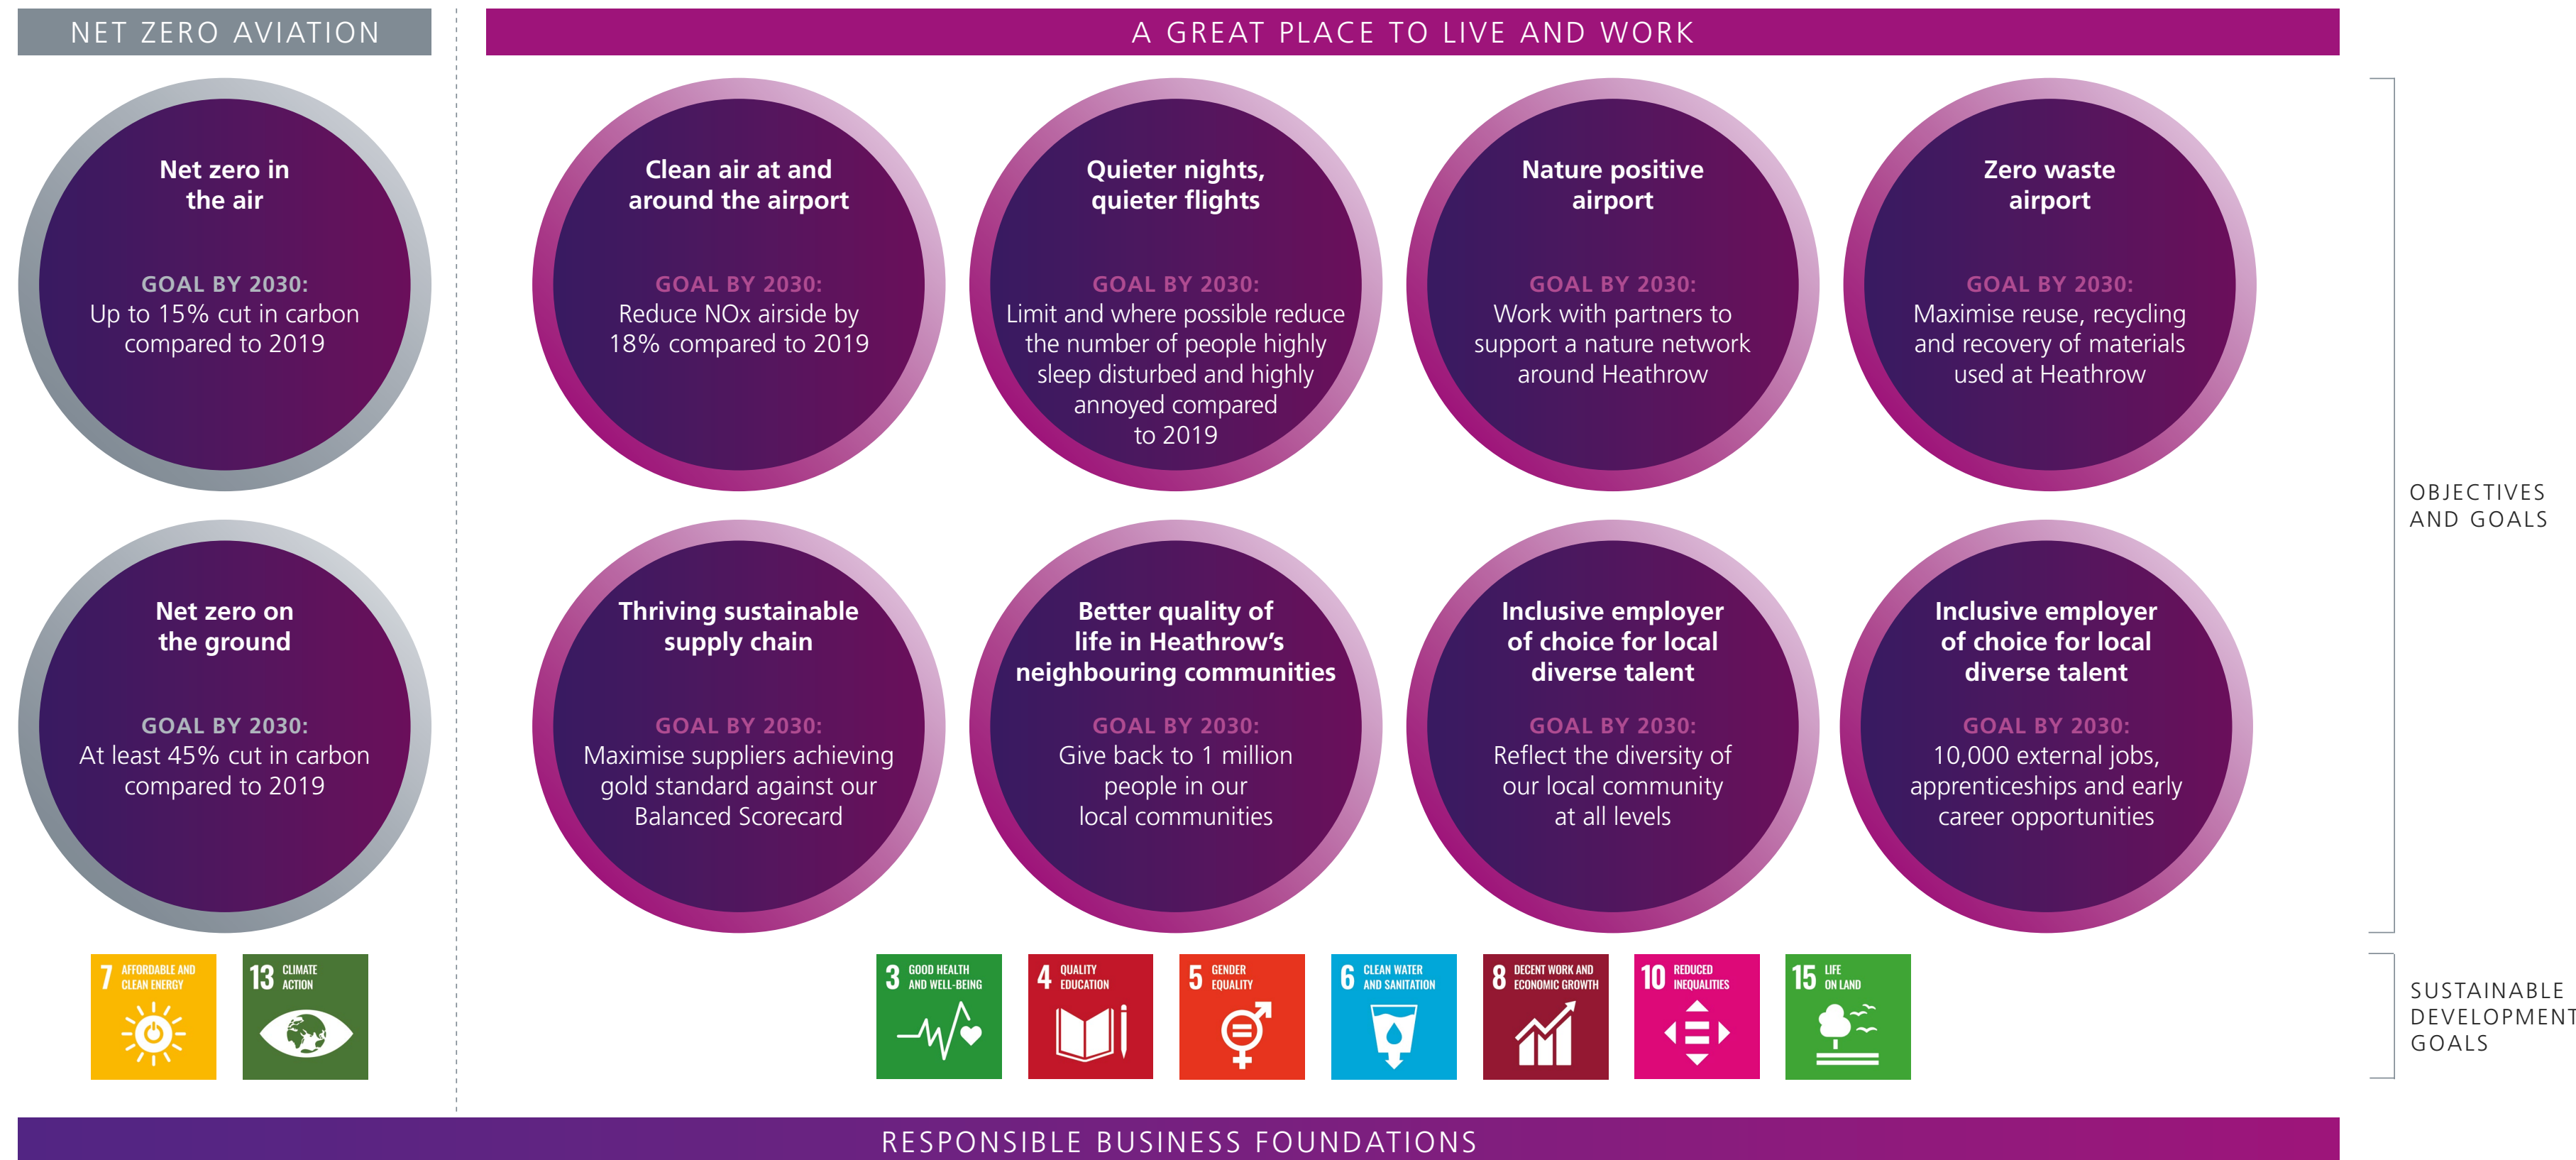 NET ZERO AVIATION
A GREAT PLACE TO LIVE AND WORK
Net zero in
the air
GOAL BY 2030:
Up to 15% cut in carbon
compared to 2019
Clean air at and
around the airport
GOAL BY 2030:
Reduce NOx airside by
18% compared to 2019
Quieter nights,
quieter flights
GOAL BY 2030:
Limit and where possible reduce
the number of people highly
sleep disturbed and highly
annoyed compared
to 2019
Nature positive
airport
GOAL BY 2030:
Work with partners to
support a nature network
around Heathrow
Zero waste
airport
GOAL BY 2030:
Maximise reuse, recycling
and recovery of materials
used at Heathrow
OBJECTIVES
AND GOALS
Net zero on
the ground
GOAL BY 2030:
At least 45% cut in carbon
compared to 2019
Thriving sustainable
supply chain
GOAL BY 2030:
Maximise suppliers achieving
gold standard against our
Balanced Scorecard
Better quality of
life in Heathrow’s
neighbouring communities
GOAL BY 2030:
Give back to 1 million
people in our
local communities
Inclusive employer
of choice for local
diverse talent
GOAL BY 2030:
Reflect the diversity of
our local community
at all levels
Inclusive employer
of choice for local
diverse talent
GOAL BY 2030:
10,000 external jobs,
apprenticeships and early
career opportunities
7 AFFORDABLE AND
CLEAN ENERGY
13 CLIMATE
ACTION
3 GOOD HEALTH
AND WELL-BEING
4 QUALITY
EDUCATION
5 GENDER
EQUALITY
6 CLEAN WATER
AND SANITATION
8 DECENT WORK AND
ECONOMIC GROWTH
10 REDUCED
INEQUALITIES
15 LIFE
ON LAND
SUSTAINABLE
DEVELOPMENT
GOALS
RESPONSIBLE BUSINESS FOUNDATIONS